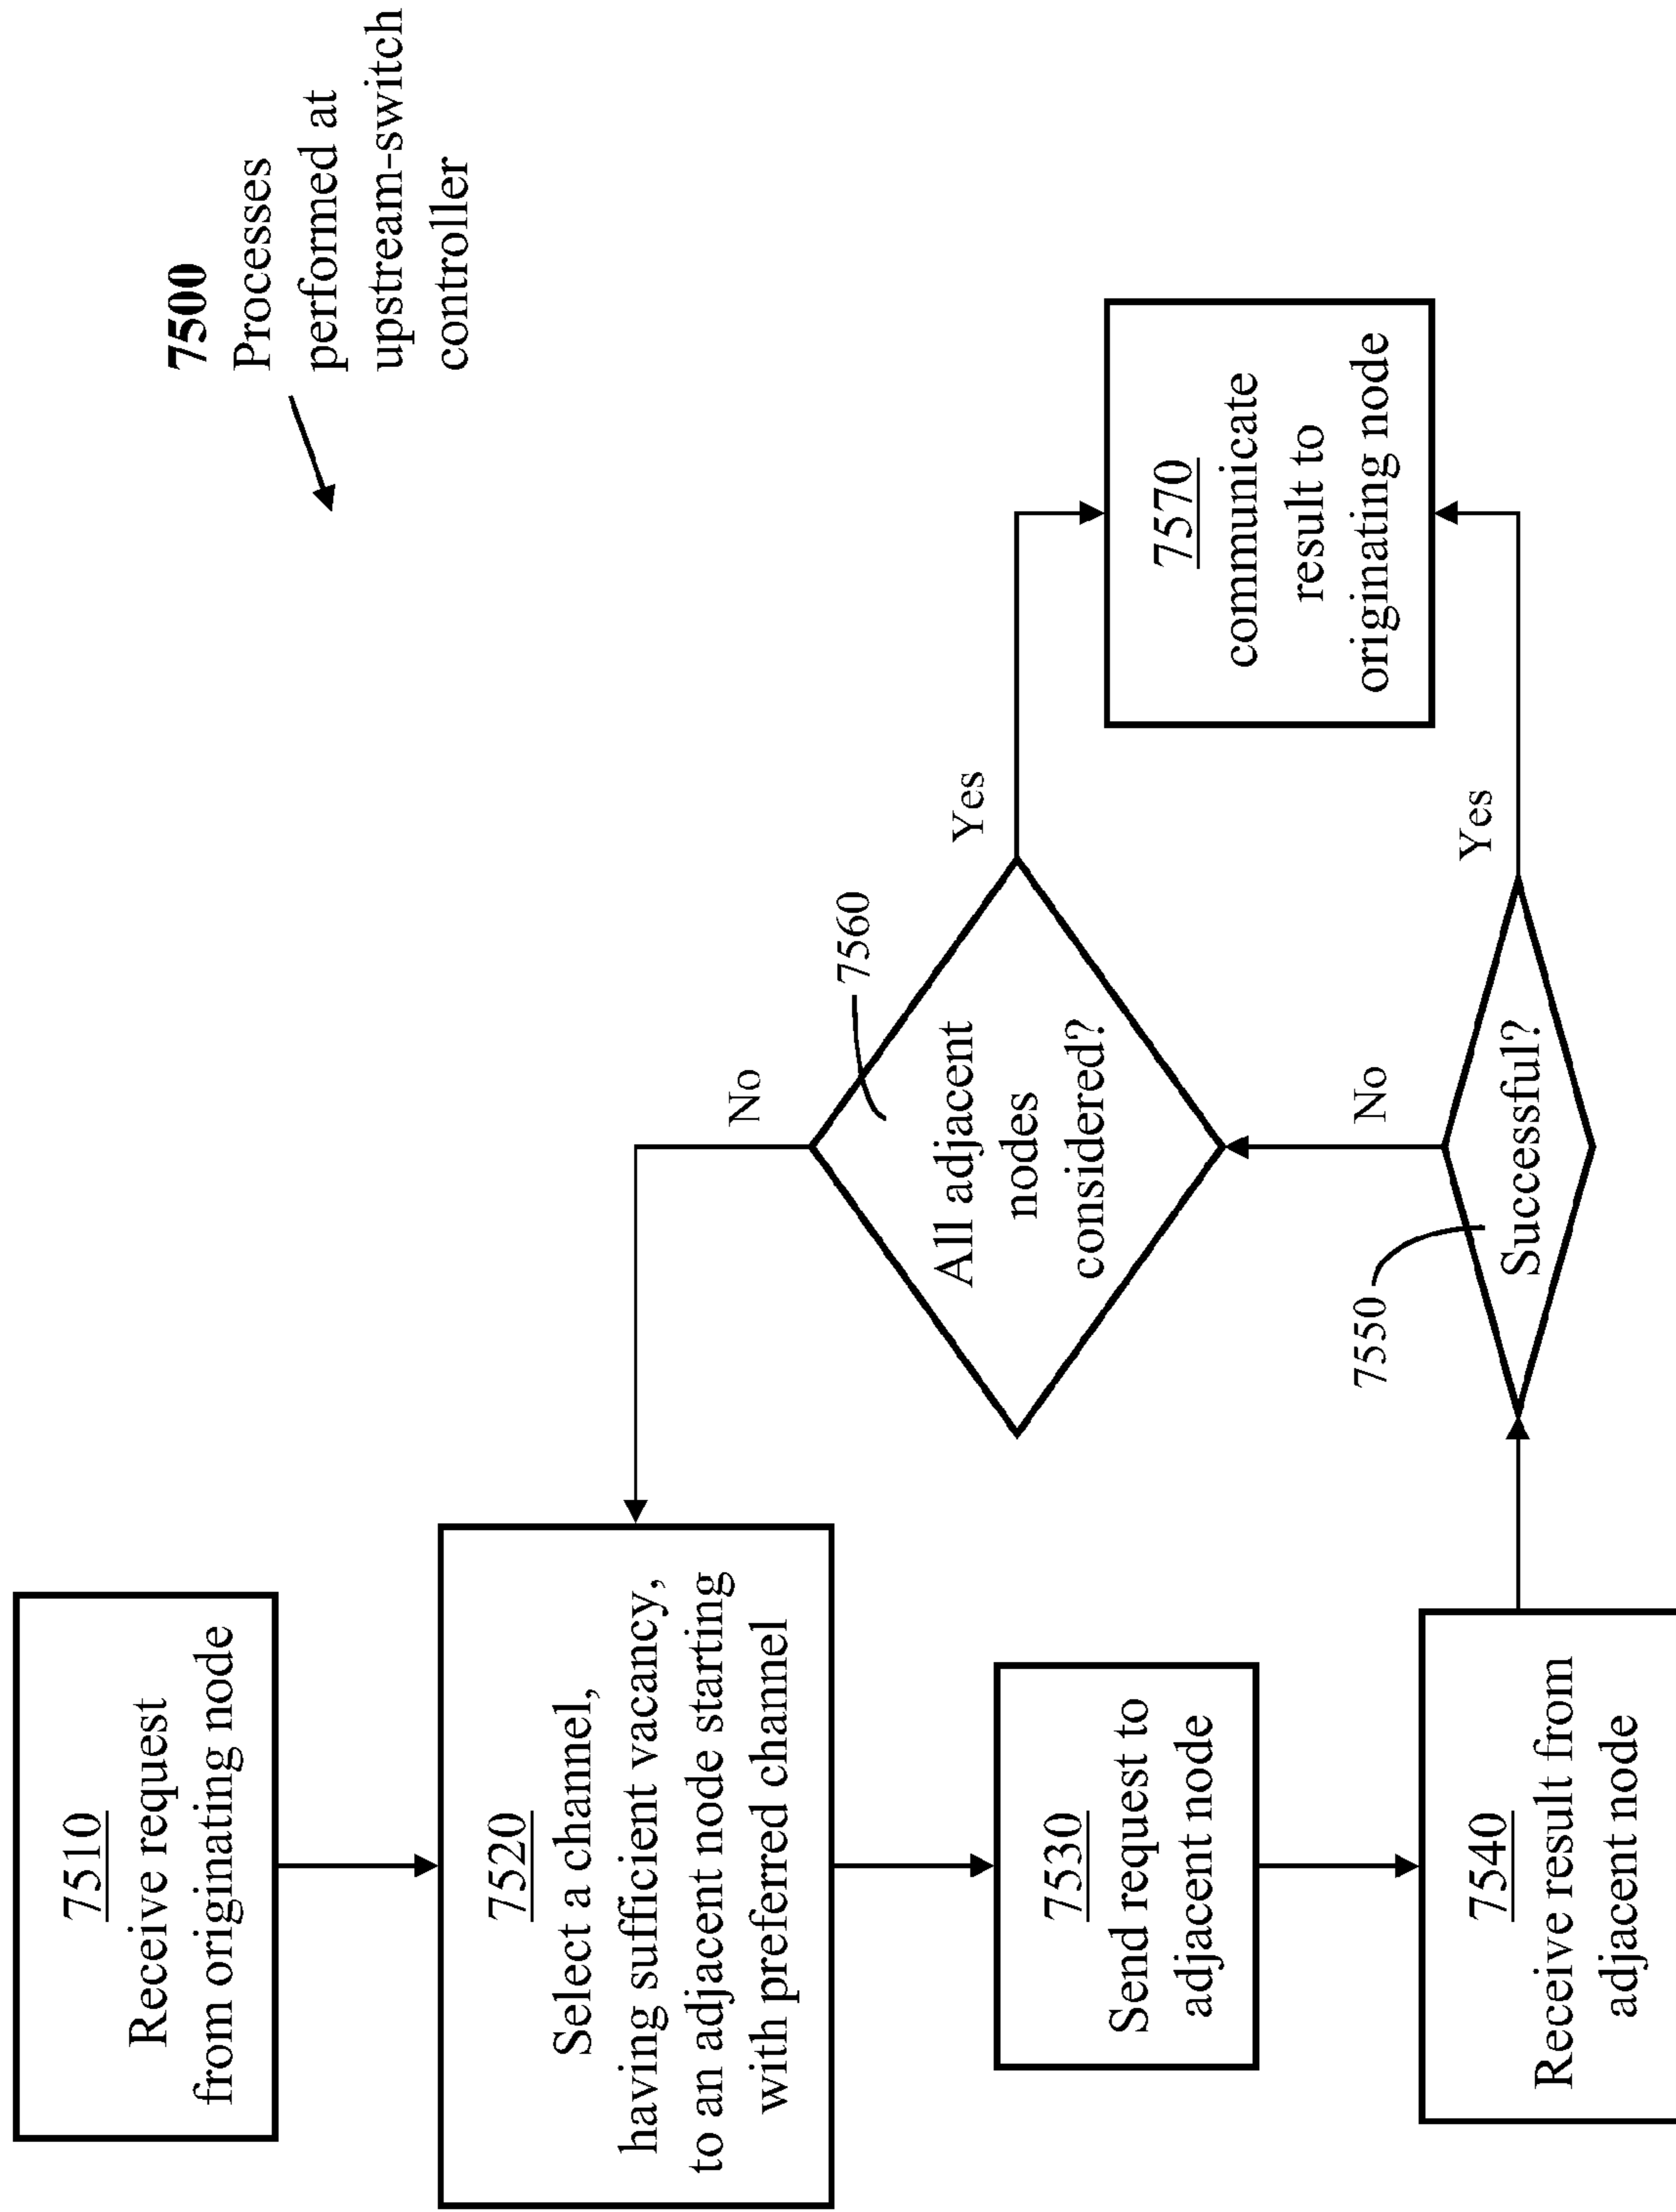 7500
Processes
performed at
upstream-switch
controller
7510
Receive request
from originating node
7520
Select a channel,
having sufficient vacancy,
to an adjacent node starting
with preferred channel
7530
Send request to
adjacent node
7540
Receive result from
adjacent node
7550
Successful?
No
Yes
7560
All adjacent
nodes
considered?
No
Yes
7570
communicate
result to
originating node